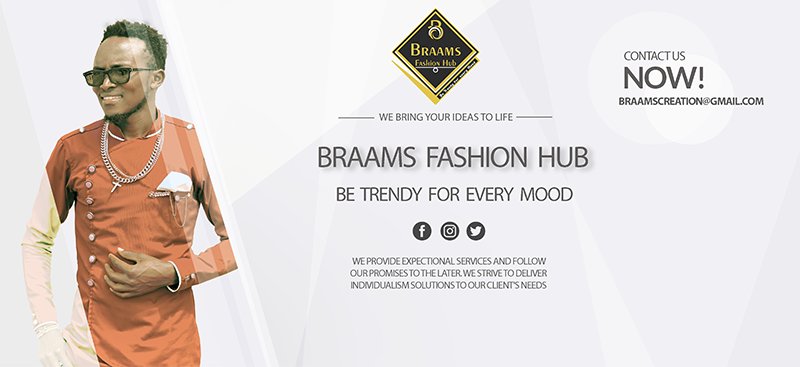 B
BRAAMS
Fashion Hub
WE BRING YOUR IDEAS TO LIFE
BRAAMS FASHION HUB
BE TRENDY FOR EVERY MOOD
WE PROVIDE EXPECTIONAL SERVICES AND FOLLOW
OUR PROMISES TO THE LATER. WE STRIVE TO DELIVER
INDIVIDUALISM SOLUTIONS TO OUR CLIENT'S NEEDS
CONTACT US
NOW!
BRAAMSCREATION@GMAIL.COM